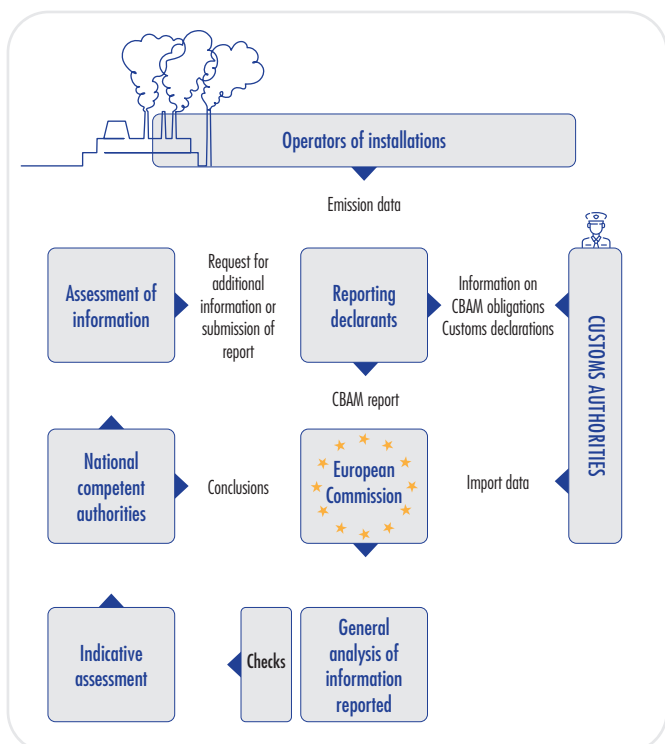 Operators of installations
Emission data
Assessment of
information
Request for
additional
information or
submission of
report
Reporting
declarants
Information on
CBAM obligations
Customs declarations
CUSTOMS AUTHORITIES
CBAM report
National
competent
authorities
Conclusions
European
Commission
Import data
Indicative
assessment
Checks
General
analysis of
information
reported